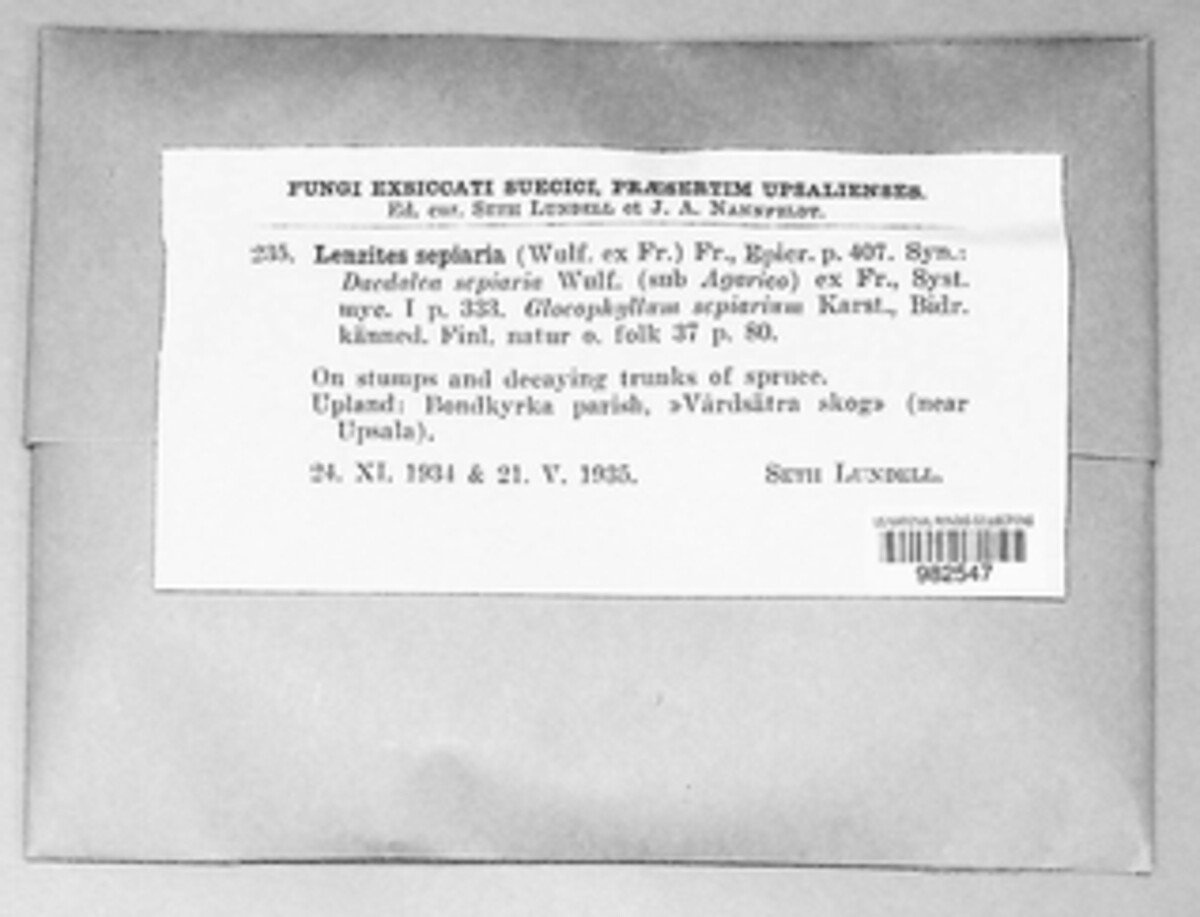 FUNGI EXSICCATI SUECICI, PRÆSERTIM UPSALIENSES.
Ed. cur. SETH LUNDELL et J. A. NANNFELDT.
235. Lenzites sepiaria (Wulf. ex Fr.) Fr., Epicr. p. 407. Syn.:
Daedalea sepiaria Wulf. (sub Agarico) ex Fr., Syst.
myc. I p. 333. Gloeophyllum sepiarium Karst., Bidr.
känned. Finl. natur o. folk 37 p. 80.
On stumps and decaying trunks of spruce.
Upland: Bondkyrka parish, »Vårdsätra skog» (near
Upsala).
24. XI. 1934 & 21. V. 1935. SETH LUNDELL.
982547